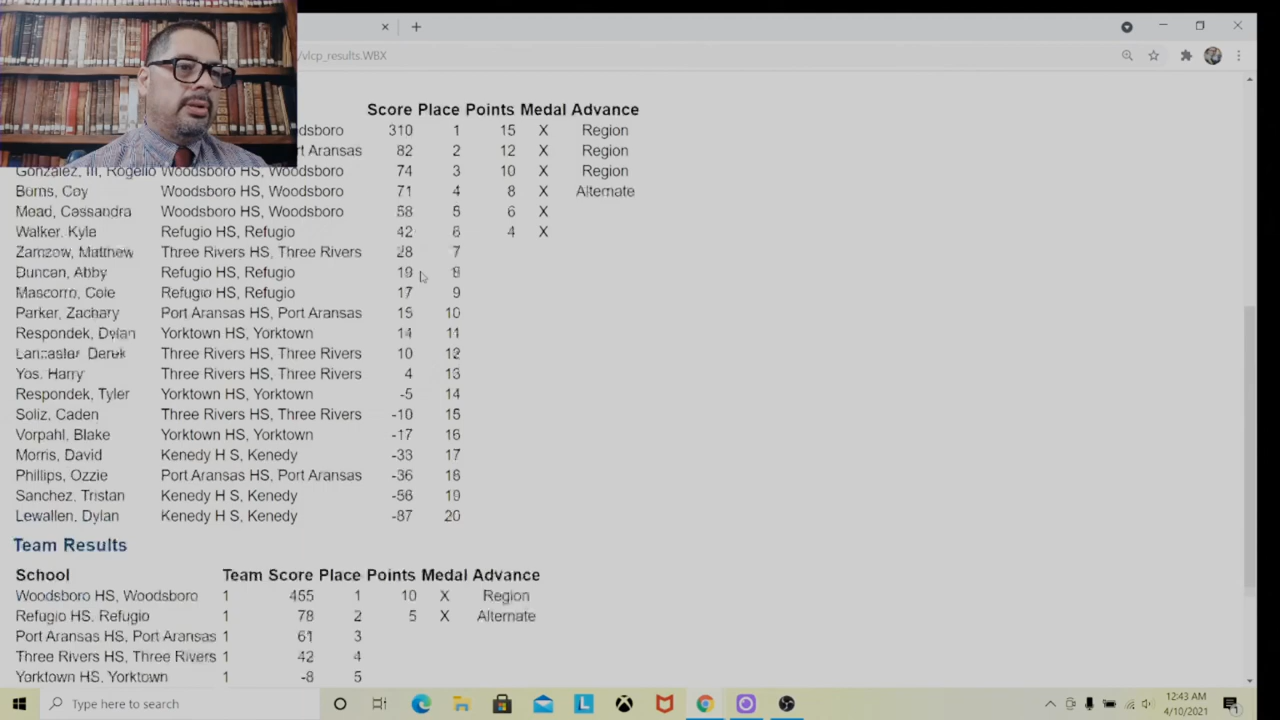 /vlcp_results.WBX
Score Place Points Medal Advance
dsboro 310 1 15 X Region
rt Aransas 82 2 12 X Region
Gonzalez, III, Rogelio Woodsboro HS, Woodsboro 74 3 10 X Region
Coy Woodsboro HS, Woodsboro 71 4 8 X Alternate
Mead, Cassandra Woodsboro HS, Woodsboro 58 5 6 X
Walker, Kyle Refugio HS, Refugio 42 6 4 X
Matthew Three Rivers HS, Three Rivers 28 7
Duncan, Abby Refugio HS, Refugio 19 8
Mascorro, Cole Refugio HS, Refugio 17 9
Parker, Zachary Port Aransas HS, Port Aransas 15 10
Respondek, Dylan Yorktown HS, Yorktown 14 11
Three Rivers HS, Three Rivers 10 12
Yos. Harry Three Rivers HS, Three Rivers 4 13
Respondek, Tyler Yorktown HS, Yorktown -5 14
Soliz, Caden Three Rivers HS, Three Rivers -10 15
Vorpahl, Blake Yorktown HS, Yorktown -17 16
Morris, David Kenedy H S, Kenedy -33 17
Phillips, Ozzie Port Aransas HS, Port Aransas -36 18
Sanchez, Tristan Kenedy H S, Kenedy -56 19
Lewallen, Dylan Kenedy H S, Kenedy -87 20
Team Results
School Team Score Place Points Medal Advance
Woodsboro HS, Woodsboro 1 455 1 10 X Region
Refugio HS, Refugio 1 78 2 5 X Alternate
Port Aransas HS, Port Aransas 1 61 3
Three Rivers HS, Three Rivers 1 42 4
Yorktown HS, Yorktown 1 -8 5
Type here to search
12:43 AM
4/10/2021